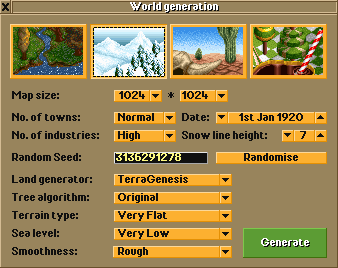 World generation
Map size: 1024 * 1024
No. of towns: Normal Date: 1st Jan 1920
No. of industries: High Snow line height: 7
Random Seed: 3136291278 Randomise
Land generator: TerraGenesis
Tree algorithm: Original
Terrain type: Very Flat
Sea level: Very Low
Smoothness: Rough
Generate